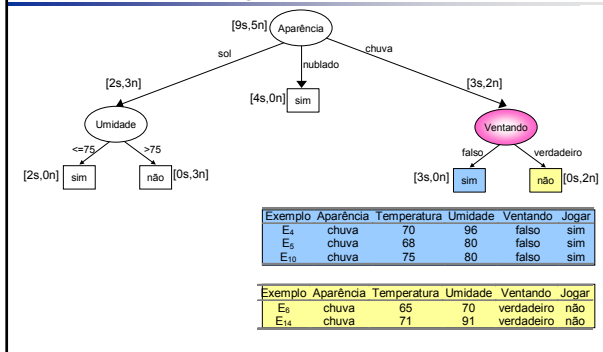 [9s,5n] Aparência
sol
nublado
chuva
[2s,3n]
[4s,0n] sim
[3s,2n]
Umidade
Ventando
<=75 >75
falso verdadeiro
[2s,0n] sim não [0s,3n]
[3s,0n] sim não [0s,2n]
Exemplo Aparência Temperatura Umidade Ventando Jogar
E4 chuva 70 96 falso sim
E5 chuva 68 80 falso sim
E10 chuva 75 80 falso sim
Exemplo Aparência Temperatura Umidade Ventando Jogar
E6 chuva 65 70 verdadeiro não
E14 chuva 71 91 verdadeiro não